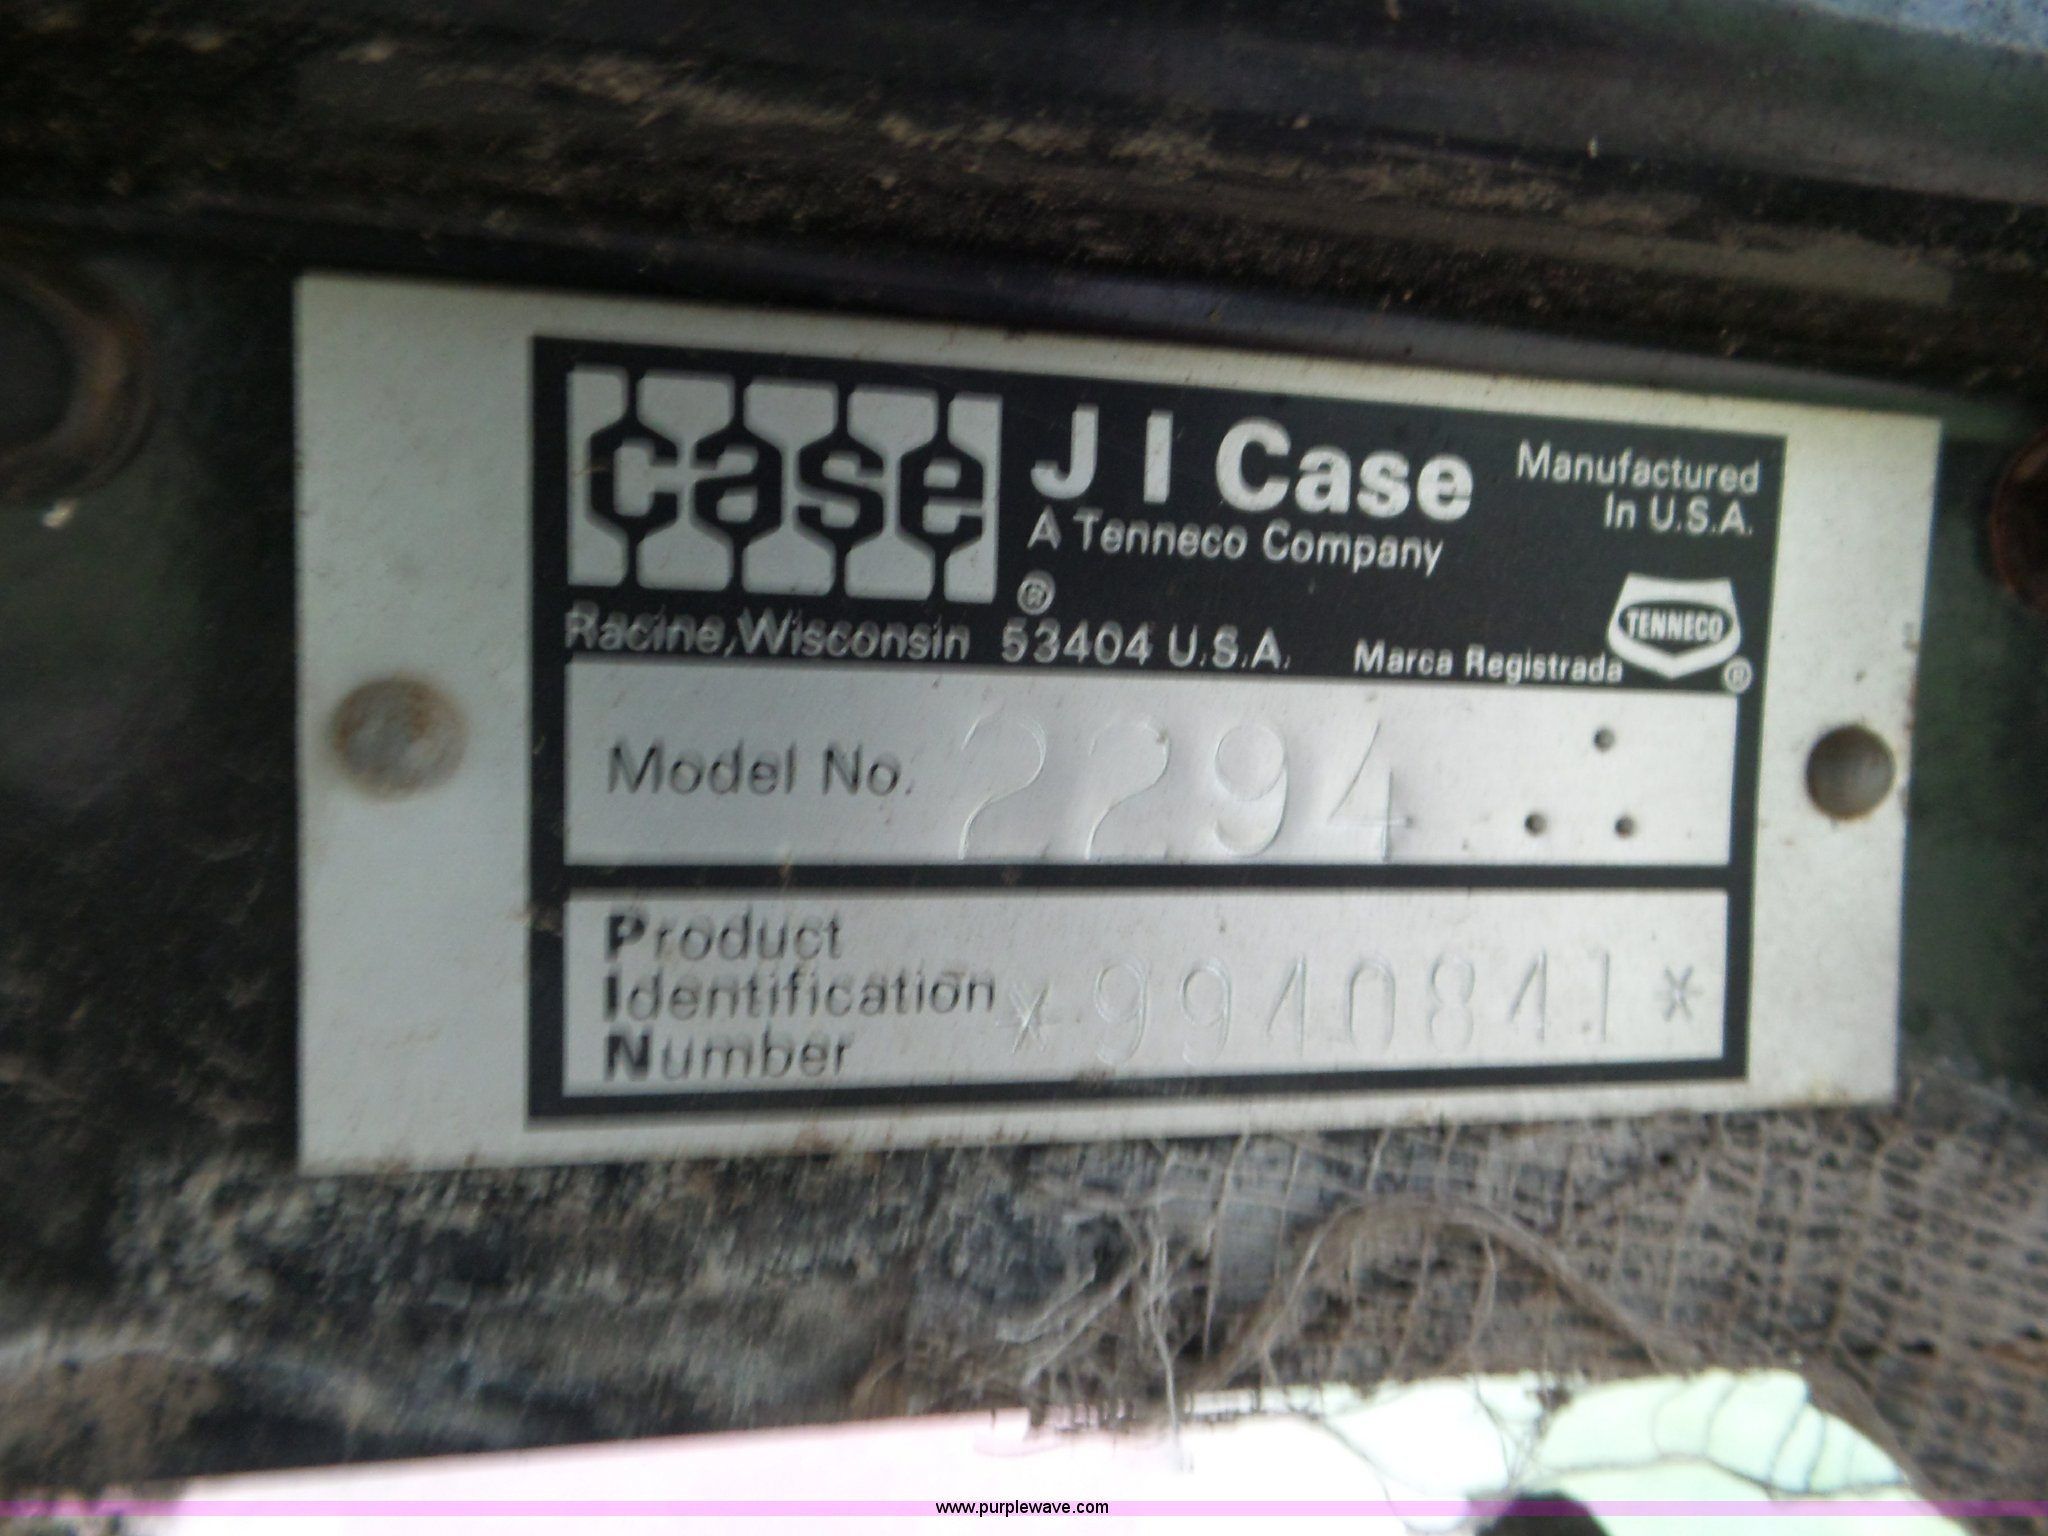 case
J I Case
A Tenneco Company
Manufactured
In U.S.A.
®
Racine, Wisconsin 53404 U.S.A.
Marca Registrada
TENNECO
®
Model No. 2294
Product
Identification
Number
*9940841*
www.purplewave.com